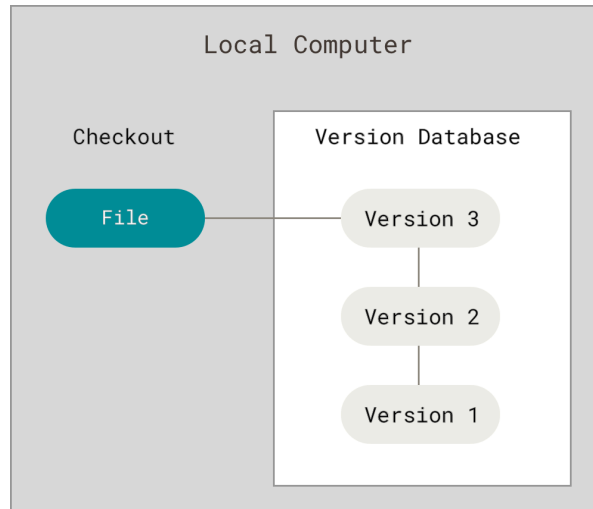 Local Computer
Checkout
Version Database
File
Version 3
Version 2
Version 1